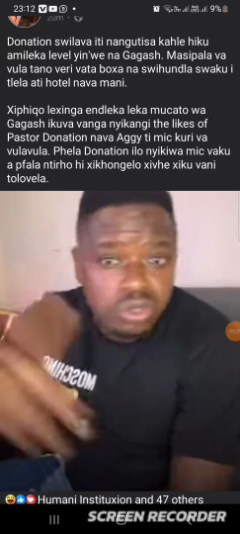 23:12
9%
.com
Donation swilava iti nangutisa kahle hiku
amileka level yin'we na Gagash. Masipala va
vula tano veri vata boxa na swihundla swaku i
tlela ati hotel nava mani.
Xiphiqo lexinga endleka leka mucato wa
Gagash ikuva vanga nyikangi the likes of
Pastor Donation nava Aggy ti mic kuri va
vulavula. Phela Donation ilo nyikiwa mic vaku
a pfala ntirho hi xikhongelo xivhe xiku vani
tolovela.
MOSCHINO
Humani Instituxion and 47 others
SCREEN RECORDER